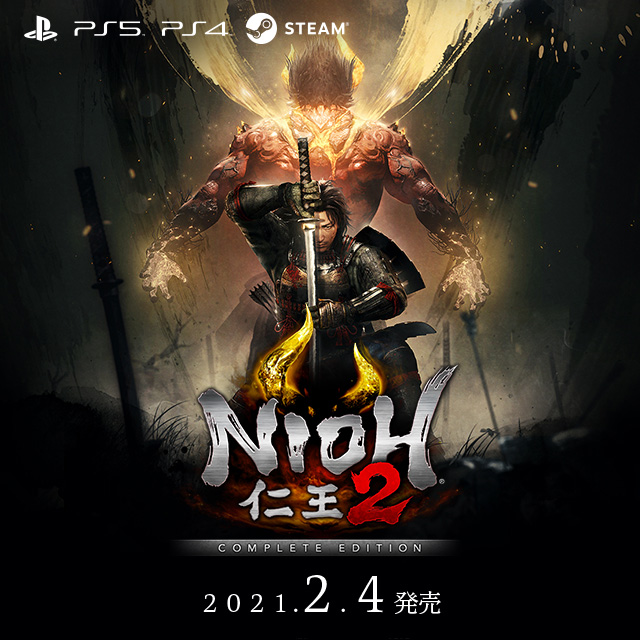 PS5 PS4 STEAM®
NIOH®
仁王2
COMPLETE EDITION
2021.2.4 発売